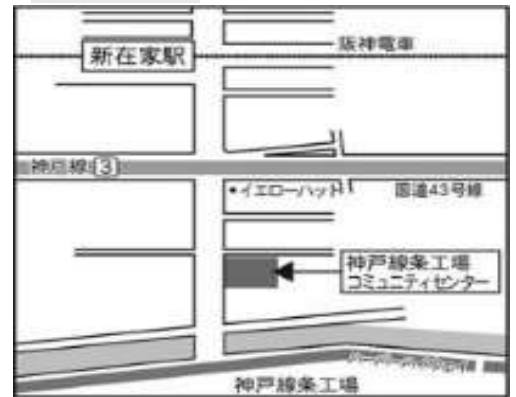 阪神電車
新在家駅
神戸線 3
•イエローハット
国道43号線
神戸線条工場
コミュニティセンター
神戸線条工場